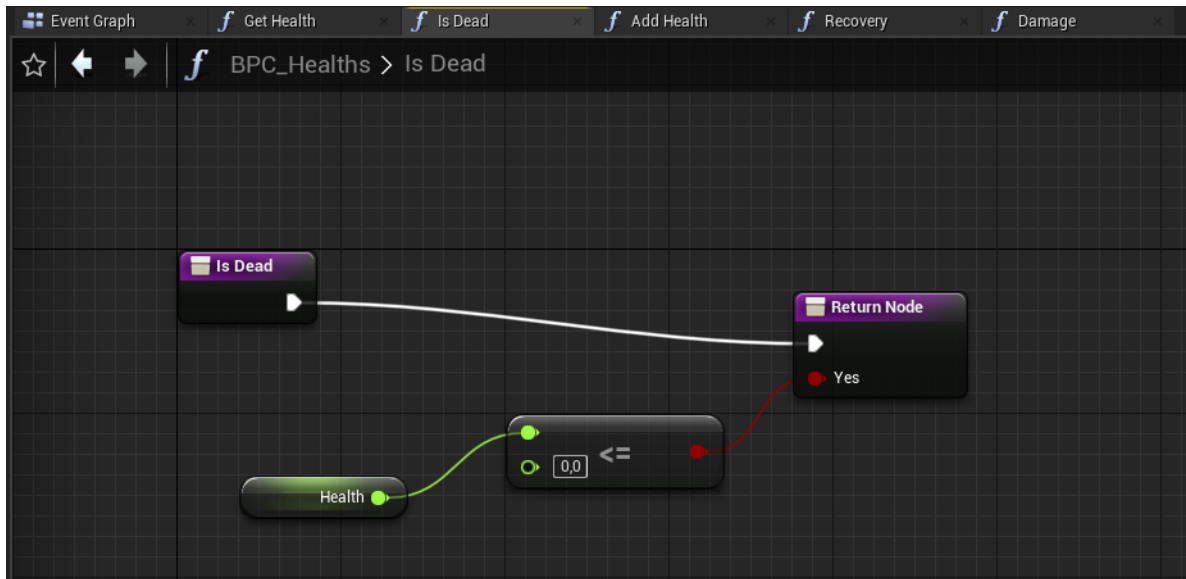 Event Graph
f Get Health
f Is Dead
f Add Health
f Recovery
f Damage
f BPC_Healths > Is Dead
Is Dead
Return Node
Yes
<=
0,0
Health